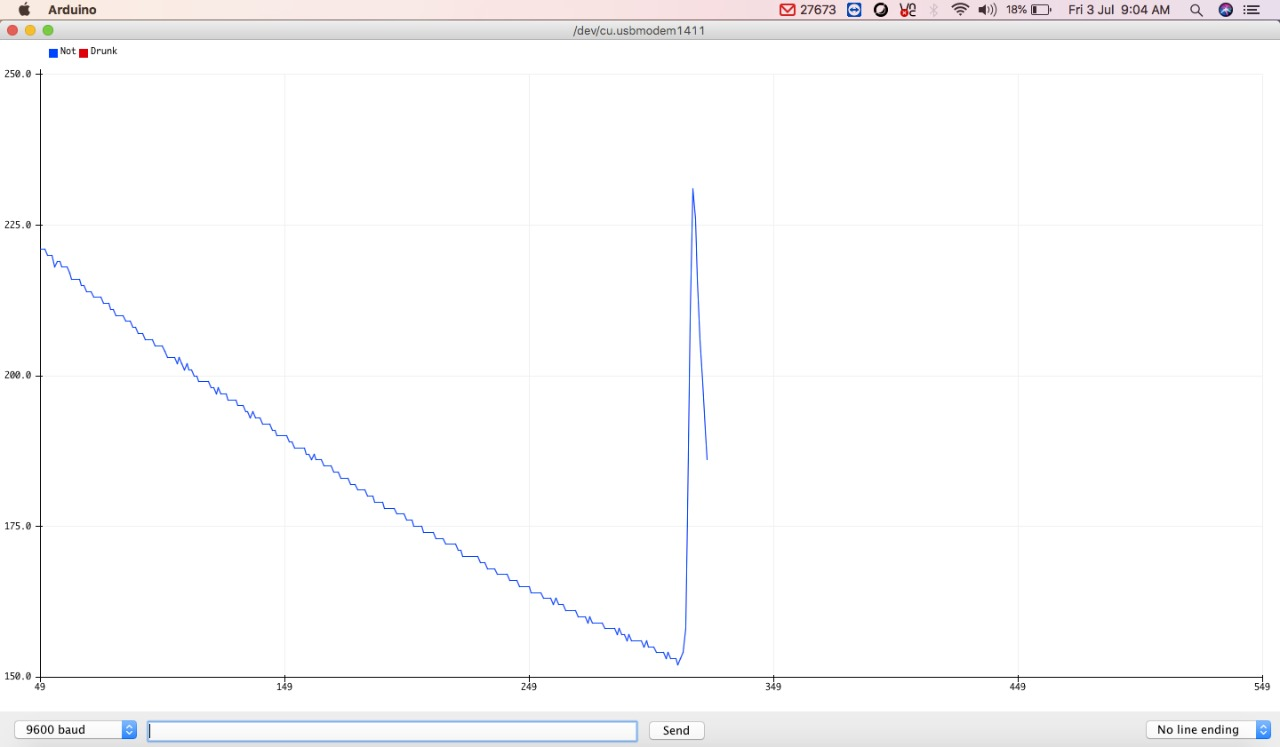 Arduino 27673 18% Fri 3 Jul 9:04 AM
/dev/cu.usbmodem1411
Not Drunk
250.0
225.0
200.0
175.0
150.0
49 149 249 349 449 549
9600 baud Send No line ending